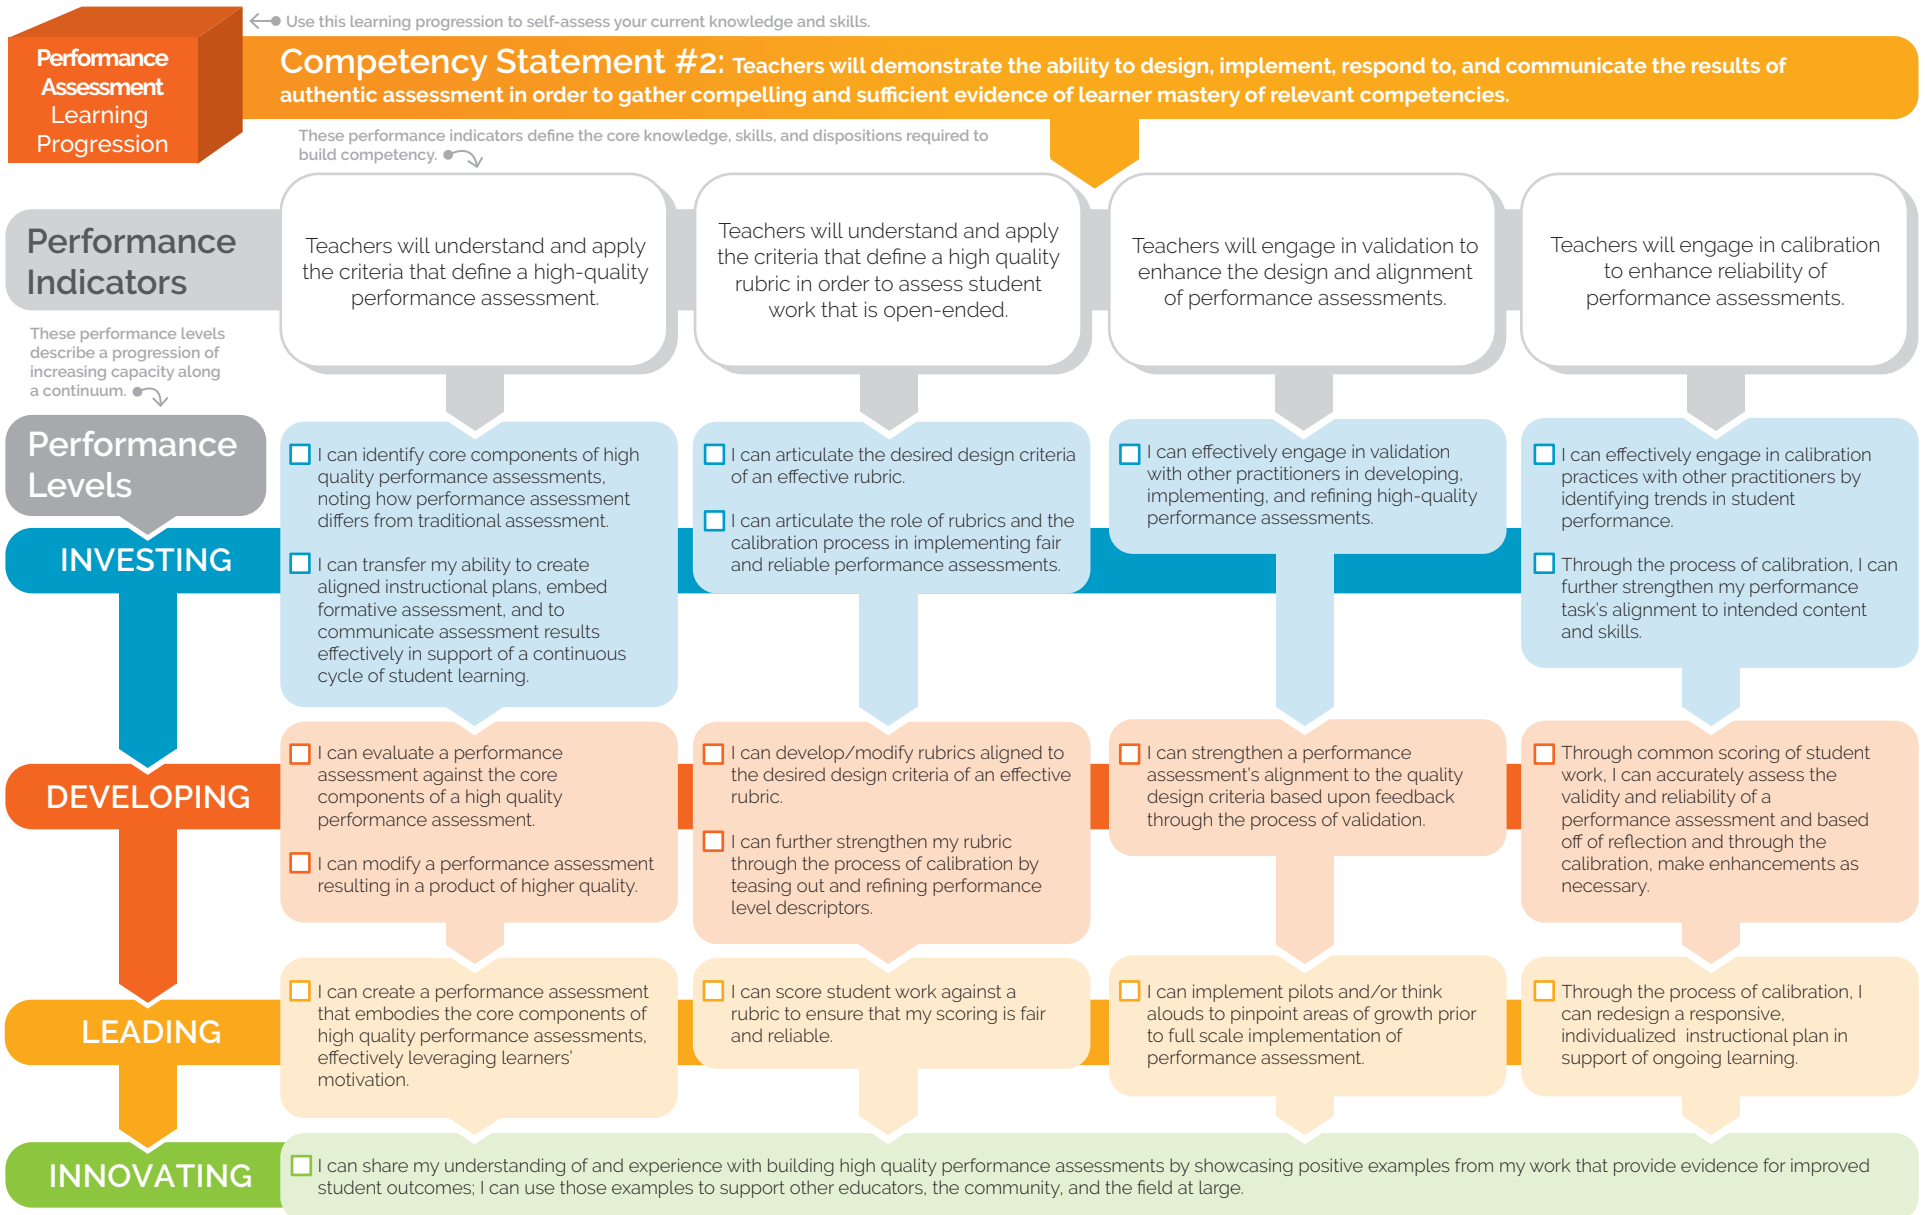 Performance
Assessment
Learning
Progression
Use this learning progression to self-assess your current knowledge and skills.
Competency Statement #2: Teachers will demonstrate the ability to design, implement, respond to, and communicate the results of
authentic assessment in order to gather compelling and sufficient evidence of learner mastery of relevant competencies.
These performance indicators define the core knowledge, skills, and dispositions required to
build competency.
Performance
Indicators
Teachers will understand and apply
the criteria that define a high-quality
performance assessment.
Teachers will understand and apply
the criteria that define a high quality
rubric in order to assess student
work that is open-ended.
Teachers will engage in validation to
enhance the design and alignment
of performance assessments.
Teachers will engage in calibration
to enhance reliability of
performance assessments.
These performance levels
describe a progression of
increasing capacity along
a continuum.
Performance
Levels
INVESTING
I can identify core components of high
quality performance assessments,
noting how performance assessment
differs from traditional assessment.
I can transfer my ability to create
aligned instructional plans, embed
formative assessment, and to
communicate assessment results
effectively in support of a continuous
cycle of student learning.
I can articulate the desired design criteria
of an effective rubric.
I can articulate the role of rubrics and the
calibration process in implementing fair
and reliable performance assessments.
I can effectively engage in validation
with other practitioners in developing,
implementing, and refining high-quality
performance assessments.
I can effectively engage in calibration
practices with other practitioners by
identifying trends in student
performance.
Through the process of calibration, I can
further strengthen my performance
task's alignment to intended content
and skills.
DEVELOPING
I can evaluate a performance
assessment against the core
components of a high quality
performance assessment.
I can modify a performance assessment
resulting in a product of higher quality.
I can develop/modify rubrics aligned to
the desired design criteria of an effective
rubric.
I can further strengthen my rubric
through the process of calibration by
teasing out and refining performance
level descriptors.
I can strengthen a performance
assessment's alignment to the quality
design criteria based upon feedback
through the process of validation.
Through common scoring of student
work, I can accurately assess the
validity and reliability of a
performance assessment and based
off of reflection and through the
calibration, make enhancements as
necessary.
LEADING
I can create a performance assessment
that embodies the core components of
high quality performance assessments,
effectively leveraging learners'
motivation.
I can score student work against a
rubric to ensure that my scoring is fair
and reliable.
I can implement pilots and/or think
alouds to pinpoint areas of growth prior
to full scale implementation of
performance assessment.
Through the process of calibration, I
can redesign a responsive,
individualized instructional plan in
support of ongoing learning.
INNOVATING
I can share my understanding of and experience with building high quality performance assessments by showcasing positive examples from my work that provide evidence for improved
student outcomes; I can use those examples to support other educators, the community, and the field at large.